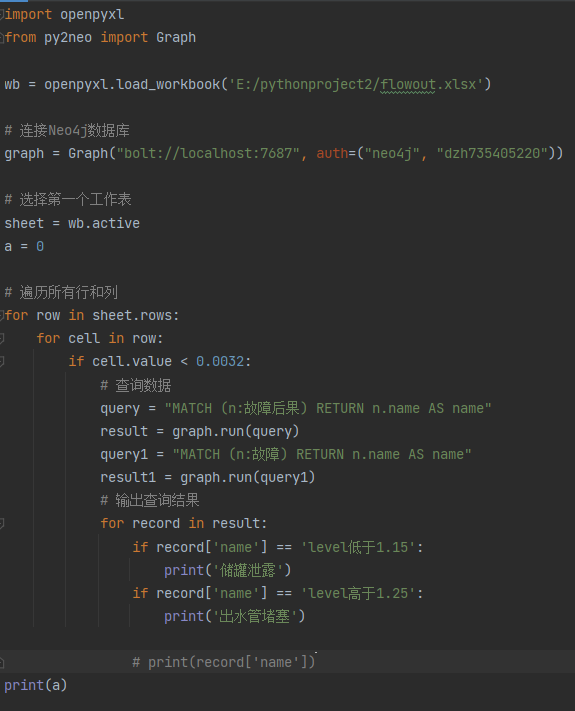 import openpyxl
from py2neo import Graph
wb = openpyxl.load_workbook('E:/pythonproject2/flowout.xlsx')
# 连接Neo4j数据库
graph = Graph("bolt://localhost:7687", auth=("neo4j", "dzh735405220"))
# 选择第一个工作表
sheet = wb.active
a = 0
# 遍历所有行和列
for row in sheet.rows:
    for cell in row:
        if cell.value < 0.0032:
            # 查询数据
            query = "MATCH (n:故障后果) RETURN n.name AS name"
            result = graph.run(query)
            query1 = "MATCH (n:故障) RETURN n.name AS name"
            result1 = graph.run(query1)
            # 输出查询结果
            for record in result:
                if record['name'] == 'level低于1.15':
                    print('储罐泄露')
                if record['name'] == 'level高于1.25':
                    print('出水管堵塞')
                # print(record['name'])
print(a)